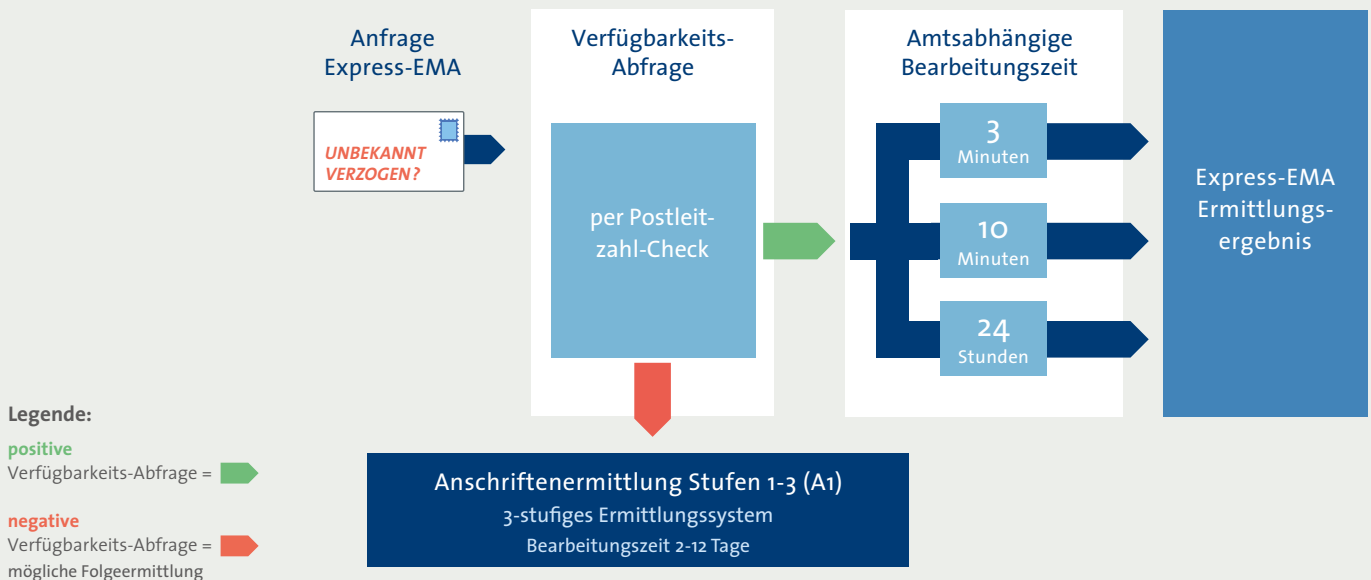 Anfrage
Express-EMA
UNBEKANNT
VERZOGEN?
Verfügbarkeits-
Abfrage
per Postleit-
zahl-Check
Amtsabhängige
Bearbeitungszeit
3
Minuten
10
Minuten
24
Stunden
Express-EMA
Ermittlungs-
ergebnis
Anschriftenermittlung Stufen 1-3 (A1)
3-stufiges Ermittlungssystem
Bearbeitungszeit 2-12 Tage
Legende:
positive
Verfügbarkeits-Abfrage =
negative
Verfügbarkeits-Abfrage =
mögliche Folgeermittlung